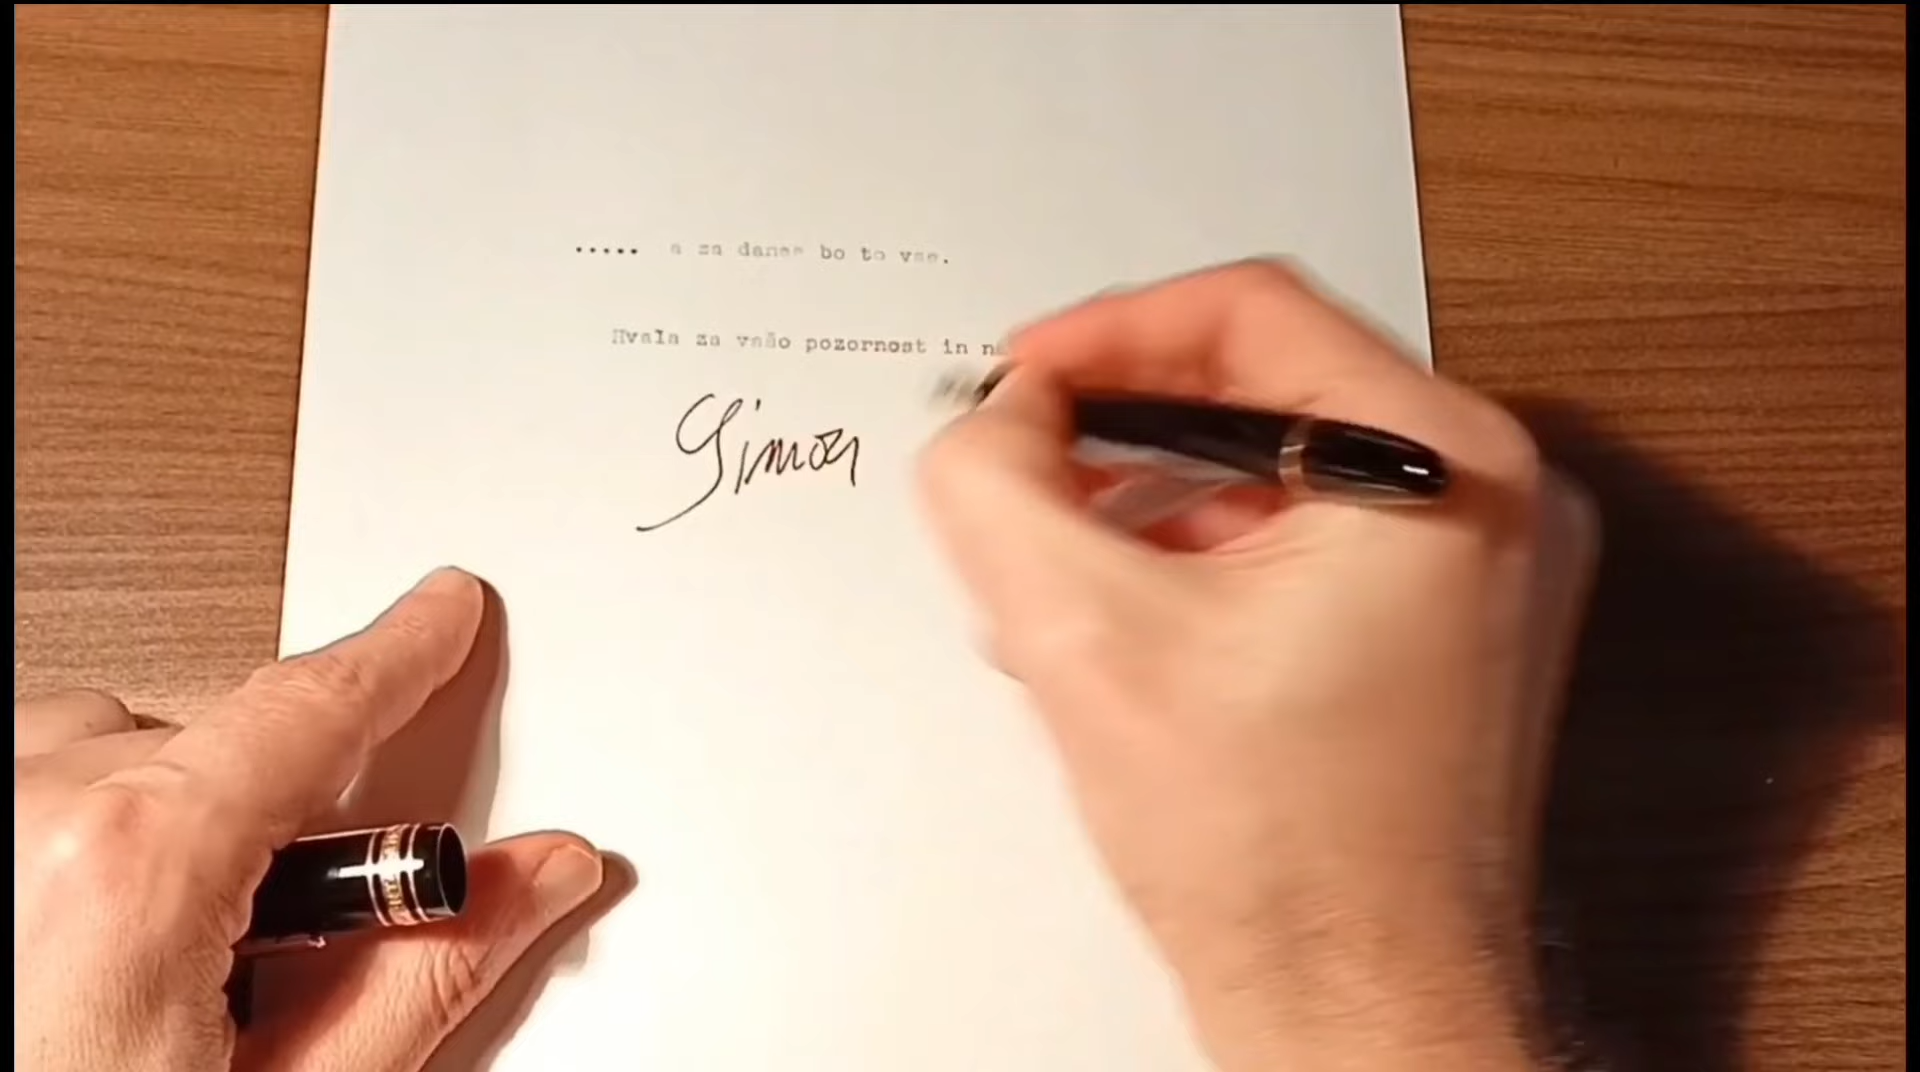 ..... a za danes bo to vse.
Hvala za vašo pozornost in
Simon